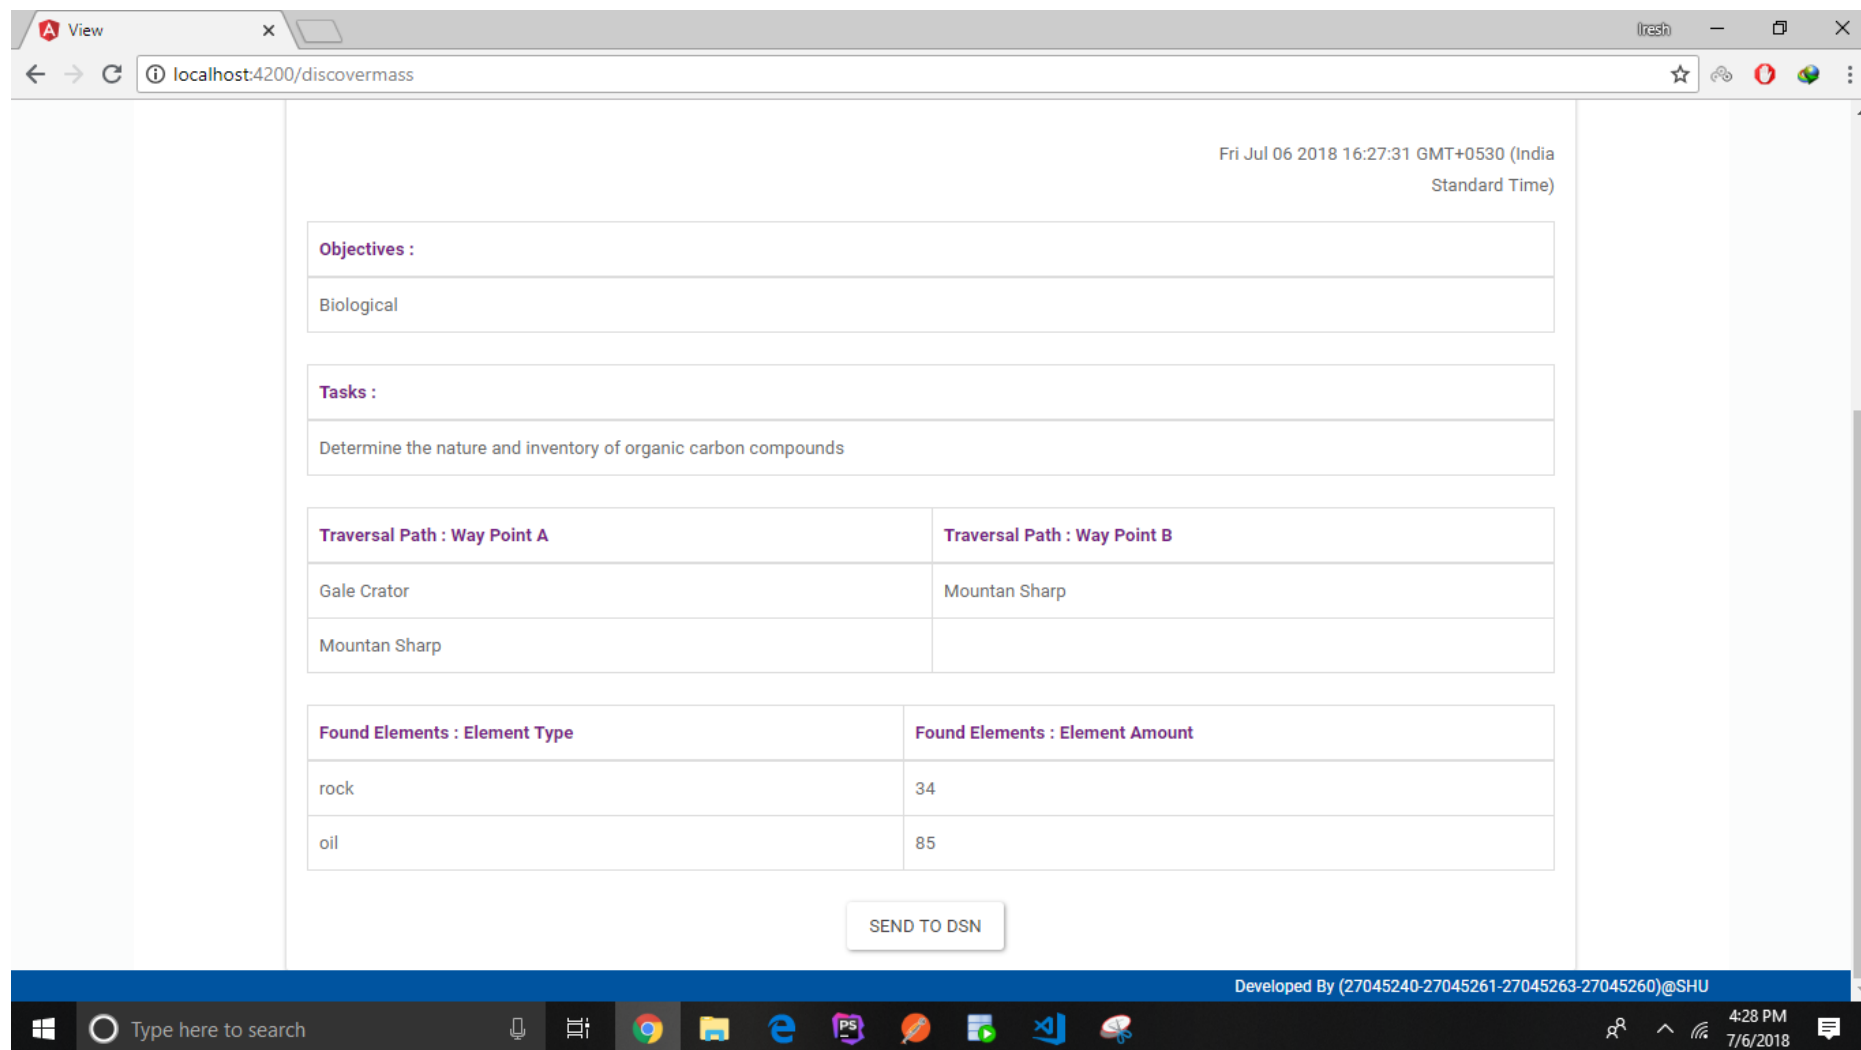 View
Iresh
localhost:4200/discovermass
Fri Jul 06 2018 16:27:31 GMT+0530 (India
Standard Time)
Objectives :
Biological
Tasks :
Determine the nature and inventory of organic carbon compounds
Traversal Path : Way Point A Traversal Path : Way Point B
Gale Crator Mountan Sharp
Mountan Sharp
Found Elements : Element Type Found Elements : Element Amount
rock 34
oil 85
SEND TO DSN
Developed By (27045240-27045261-27045263-27045260)@SHU
Type here to search
PS
4:28 PM
7/6/2018